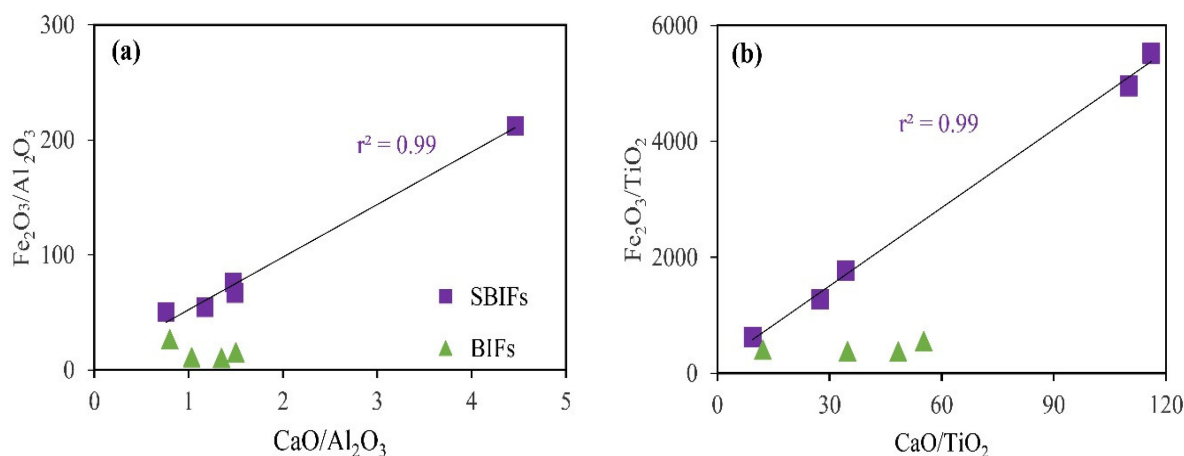 (a)
Fe₂O₃/Al₂O₃
300
200
100
0
r² = 0.99
SBIFs
BIFs
0 1 2 3 4 5
CaO/Al₂O₃
(b)
Fe₂O₃/TiO₂
6000
4000
2000
0
r² = 0.99
0 30 60 90 120
CaO/TiO₂